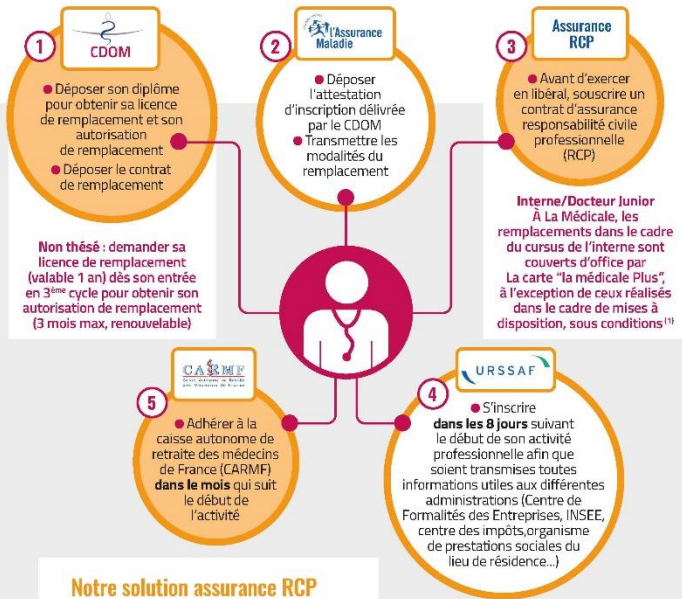 1
CDOM
● Déposer son diplôme
pour obtenir sa licence
de remplacement et son
autorisation
de remplacement
● Déposer le contrat
de remplacement
Non thésé : demander sa
licence de remplacement
(valable 1 an) dès son entrée
en 3ème cycle pour obtenir son
autorisation de remplacement
(3 mois max, renouvelable)
2
l'Assurance
Maladie
● Déposer
l'attestation
d'inscription délivrée
par le CDOM
● Transmettre les
modalités du
remplacement
3
Assurance
RCP
● Avant d'exercer
en libéral, souscrire un
contrat d'assurance
responsabilité civile
professionnelle
(RCP)
Interne/Docteur Junior
À La Médicale, les
remplacements dans le cadre
du cursus de l'interne sont
couverts d'office par
La carte "la médicale Plus",
à l'exception de ceux réalisés
dans le cadre de mises à
disposition, sous conditions(1)
URSSAF
4
● S'inscrire
dans les 8 jours suivant
le début de son activité
professionnelle afin que
soient transmises toutes
informations utiles aux différentes
administrations (Centre de
Formalités des Entreprises, INSEE,
centre des impôts,organisme
de prestations sociales du
lieu de résidence...)
CARMF
Caisse Autonome de Retraite
des Médecins de France
5
● Adhérer à la
caisse autonome de
retraite des médecins
de France (CARMF)
dans le mois qui suit
le début de
l'activité
Notre solution assurance RCP